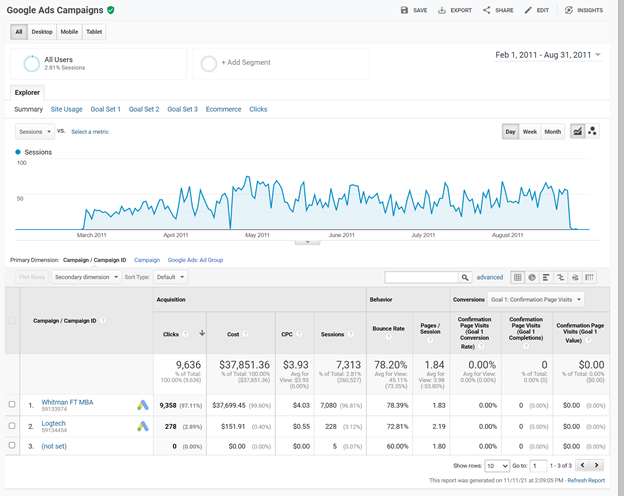 Google Ads Campaigns
SAVE EXPORT SHARE EDIT INSIGHTS
All Desktop Mobile Tablet
All Users
2.81% Sessions
+ Add Segment
Feb 1, 2011 - Aug 31, 2011
Explorer
Summary Site Usage Goal Set 1 Goal Set 2 Goal Set 3 Ecommerce Clicks
Sessions VS. Select a metric
Day Week Month
Sessions
100
50
March 2011 April 2011 May 2011 June 2011 July 2011 August 2011
Primary Dimension: Campaign / Campaign ID Campaign Google Ads: Ad Group
Plot Rows Secondary dimension Sort Type: Default advanced
Campaign / Campaign ID
Acquisition
Behavior
Conversions Goal 1: Confirmation Page Visits
Clicks
Cost
CPC
Sessions
Bounce Rate
Pages / Session
Confirmation Page Visits (Goal 1 Conversion Rate)
Confirmation Page Visits (Goal 1 Completions)
Confirmation Page Visits (Goal 1 Value)
9,636
% of Total: 100.00% (9,636)
$37,851.36
% of Total: 100.00% ($37,851.36)
$3.93
Avg for View: $3.93 (0.00%)
7,313
% of Total: 2.81% (260,527)
78.20%
Avg for View: 45.11% (73.35%)
1.84
Avg for View: 3.98 (-53.80%)
0.00%
Avg for View: 0.00% (0.00%)
0
% of Total: 0.00% (0)
$0.00
% of Total: 0.00% ($0.00)
1. Whitman FT MBA 9,358 (97.11%) $37,699.45 (99.60%) $4.03 7,080 (96.81%) 78.39% 1.83 0.00% 0 (0.00%) $0.00 (0.00%)
59133974
2. Logtech 278 (2.89%) $151.91 (0.40%) $0.55 228 (3.12%) 72.81% 2.19 0.00% 0 (0.00%) $0.00 (0.00%)
59134454
3. (not set) 0 (0.00%) $0.00 (0.00%) $0.00 5 (0.07%) 60.00% 1.80 0.00% 0 (0.00%) $0.00 (0.00%)
Show rows: 10 Go to: 1 1 - 3 of 3
This report was generated on 11/11/21 at 2:09:05 PM - Refresh Report